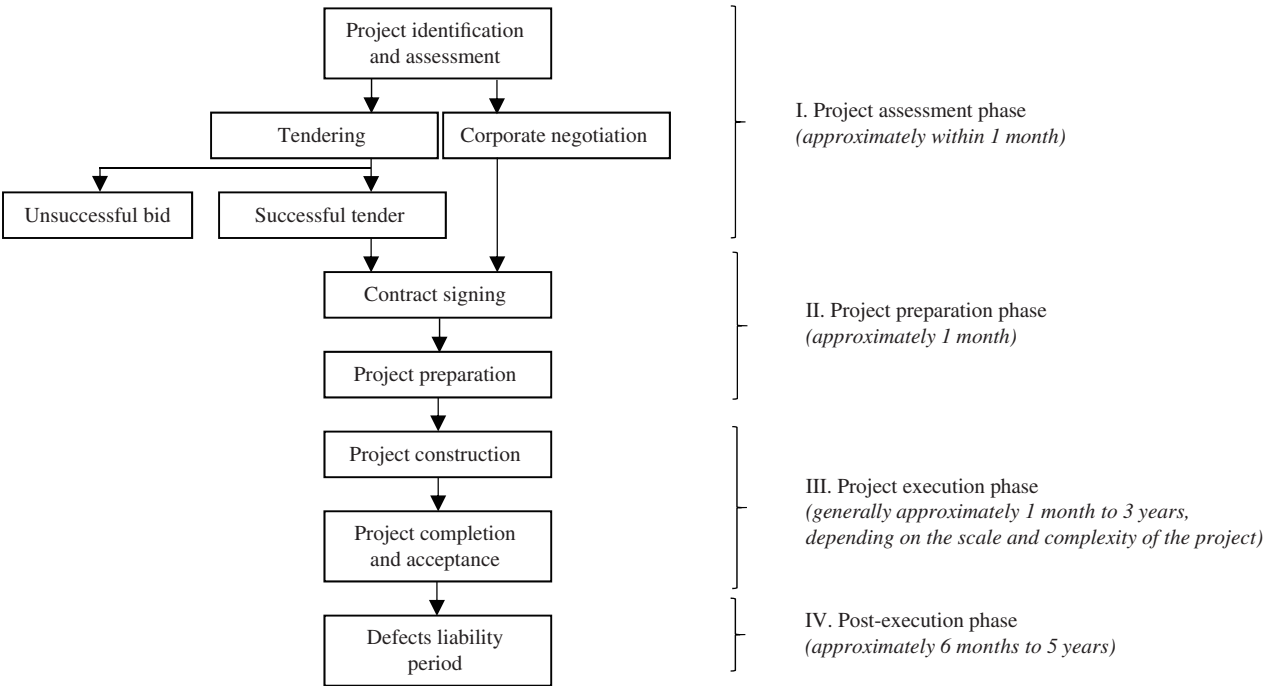 Project identification
and assessment
Tendering
Corporate negotiation
I. Project assessment phase
(approximately within 1 month)
Unsuccessful bid
Successful tender
Contract signing
II. Project preparation phase
(approximately 1 month)
Project preparation
Project construction
III. Project execution phase
(generally approximately 1 month to 3 years,
depending on the scale and complexity of the project)
Project completion
and acceptance
IV. Post-execution phase
(approximately 6 months to 5 years)
Defects liability
period